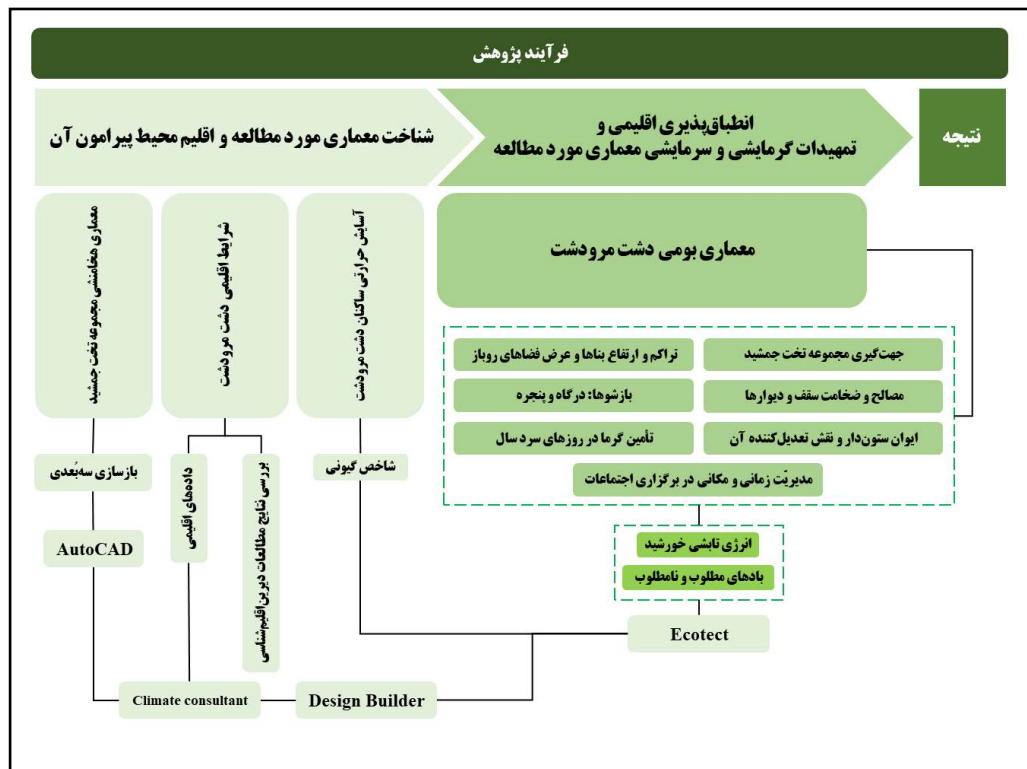 فرآیند پژوهش
شناخت معماری مورد مطالعه و اقلیم محیط پیرامون آن
انطباق‌پذیری اقلیمی و
تمهیدات گرمایشی و سرمایشی معماری مورد مطالعه
نتیجه
معماری هخامنشی مجموعه تخت جمشید
شرایط اقلیمی دشت مرودشت
آسایش حرارتی ساکنان دشت مرودشت
معماری بومی دشت مرودشت
تراکم و ارتفاع بناها و عرض فضاهای روباز
جهت‌گیری مجموعه تخت جمشید
بازشوها: درگاه و پنجره
مصالح و ضخامت سقف و دیوارها
تأمین گرما در روزهای سرد سال
ایوان ستون‌دار و نقش تعدیل‌کننده آن
مدیریّت زمانی و مکانی در برگزاری اجتماعات
بازسازی سه‌بُعدی
داده‌های اقلیمی
بررسی نتایج مطالعات دیرین‌اقلیم‌شناسی
شاخص گیونی
AutoCAD
انرژی تابشی خورشید
بادهای مطلوب و نامطلوب
Ecotect
Climate consultant
Design Builder